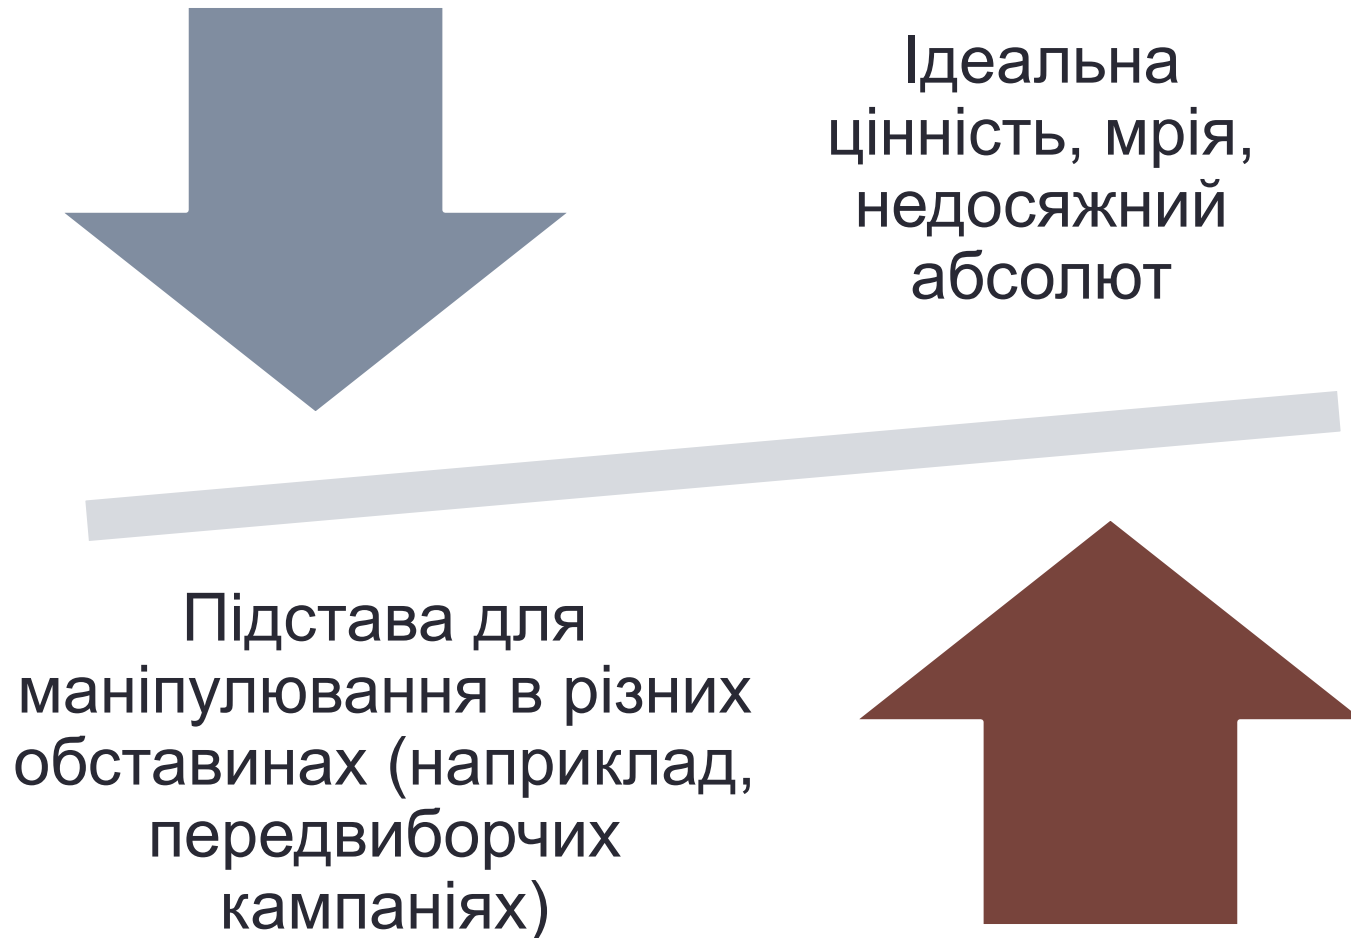 Ідеальна
цінність, мрія,
недосяжний
абсолют
Підстава для
маніпулювання в різних
обставинах (наприклад,
передвиборчих
кампаніях)